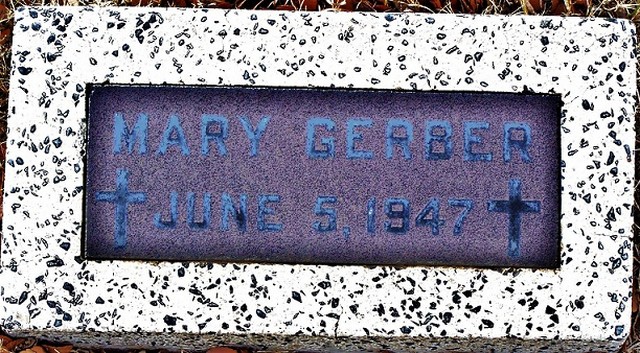 MARY GERBER
JUNE 5, 1947